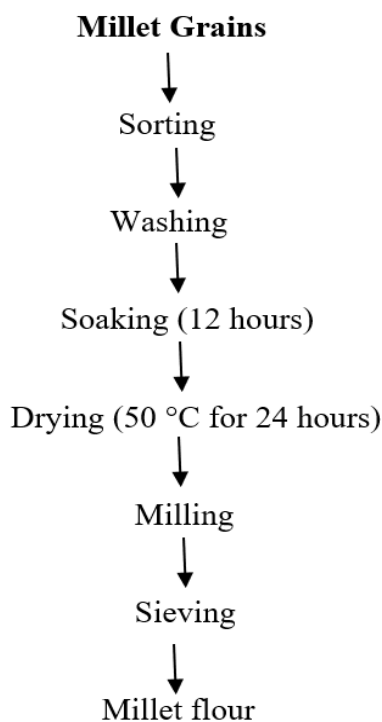 Millet Grains
Sorting
Washing
Soaking (12 hours)
Drying (50 °C for 24 hours)
Milling
Sieving
Millet flour